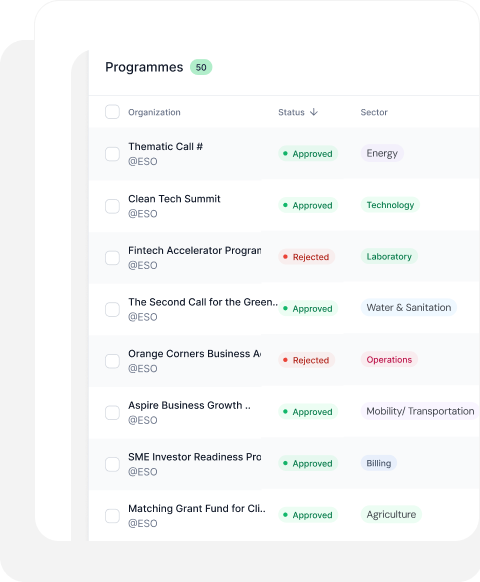 Programmes 50
Organization Status ↓ Sector
Thematic Call #
@ESO
Approved
Energy
Clean Tech Summit
@ESO
Approved
Technology
Fintech Accelerator Program
@ESO
Rejected
Laboratory
The Second Call for the Green..
@ESO
Approved
Water & Sanitation
Orange Corners Business A
@ESO
Rejected
Operations
Aspire Business Growth ..
@ESO
Approved
Mobility/ Transportation
SME Investor Readiness Pro
@ESO
Approved
Billing
Matching Grant Fund for Cli..
@ESO
Approved
Agriculture